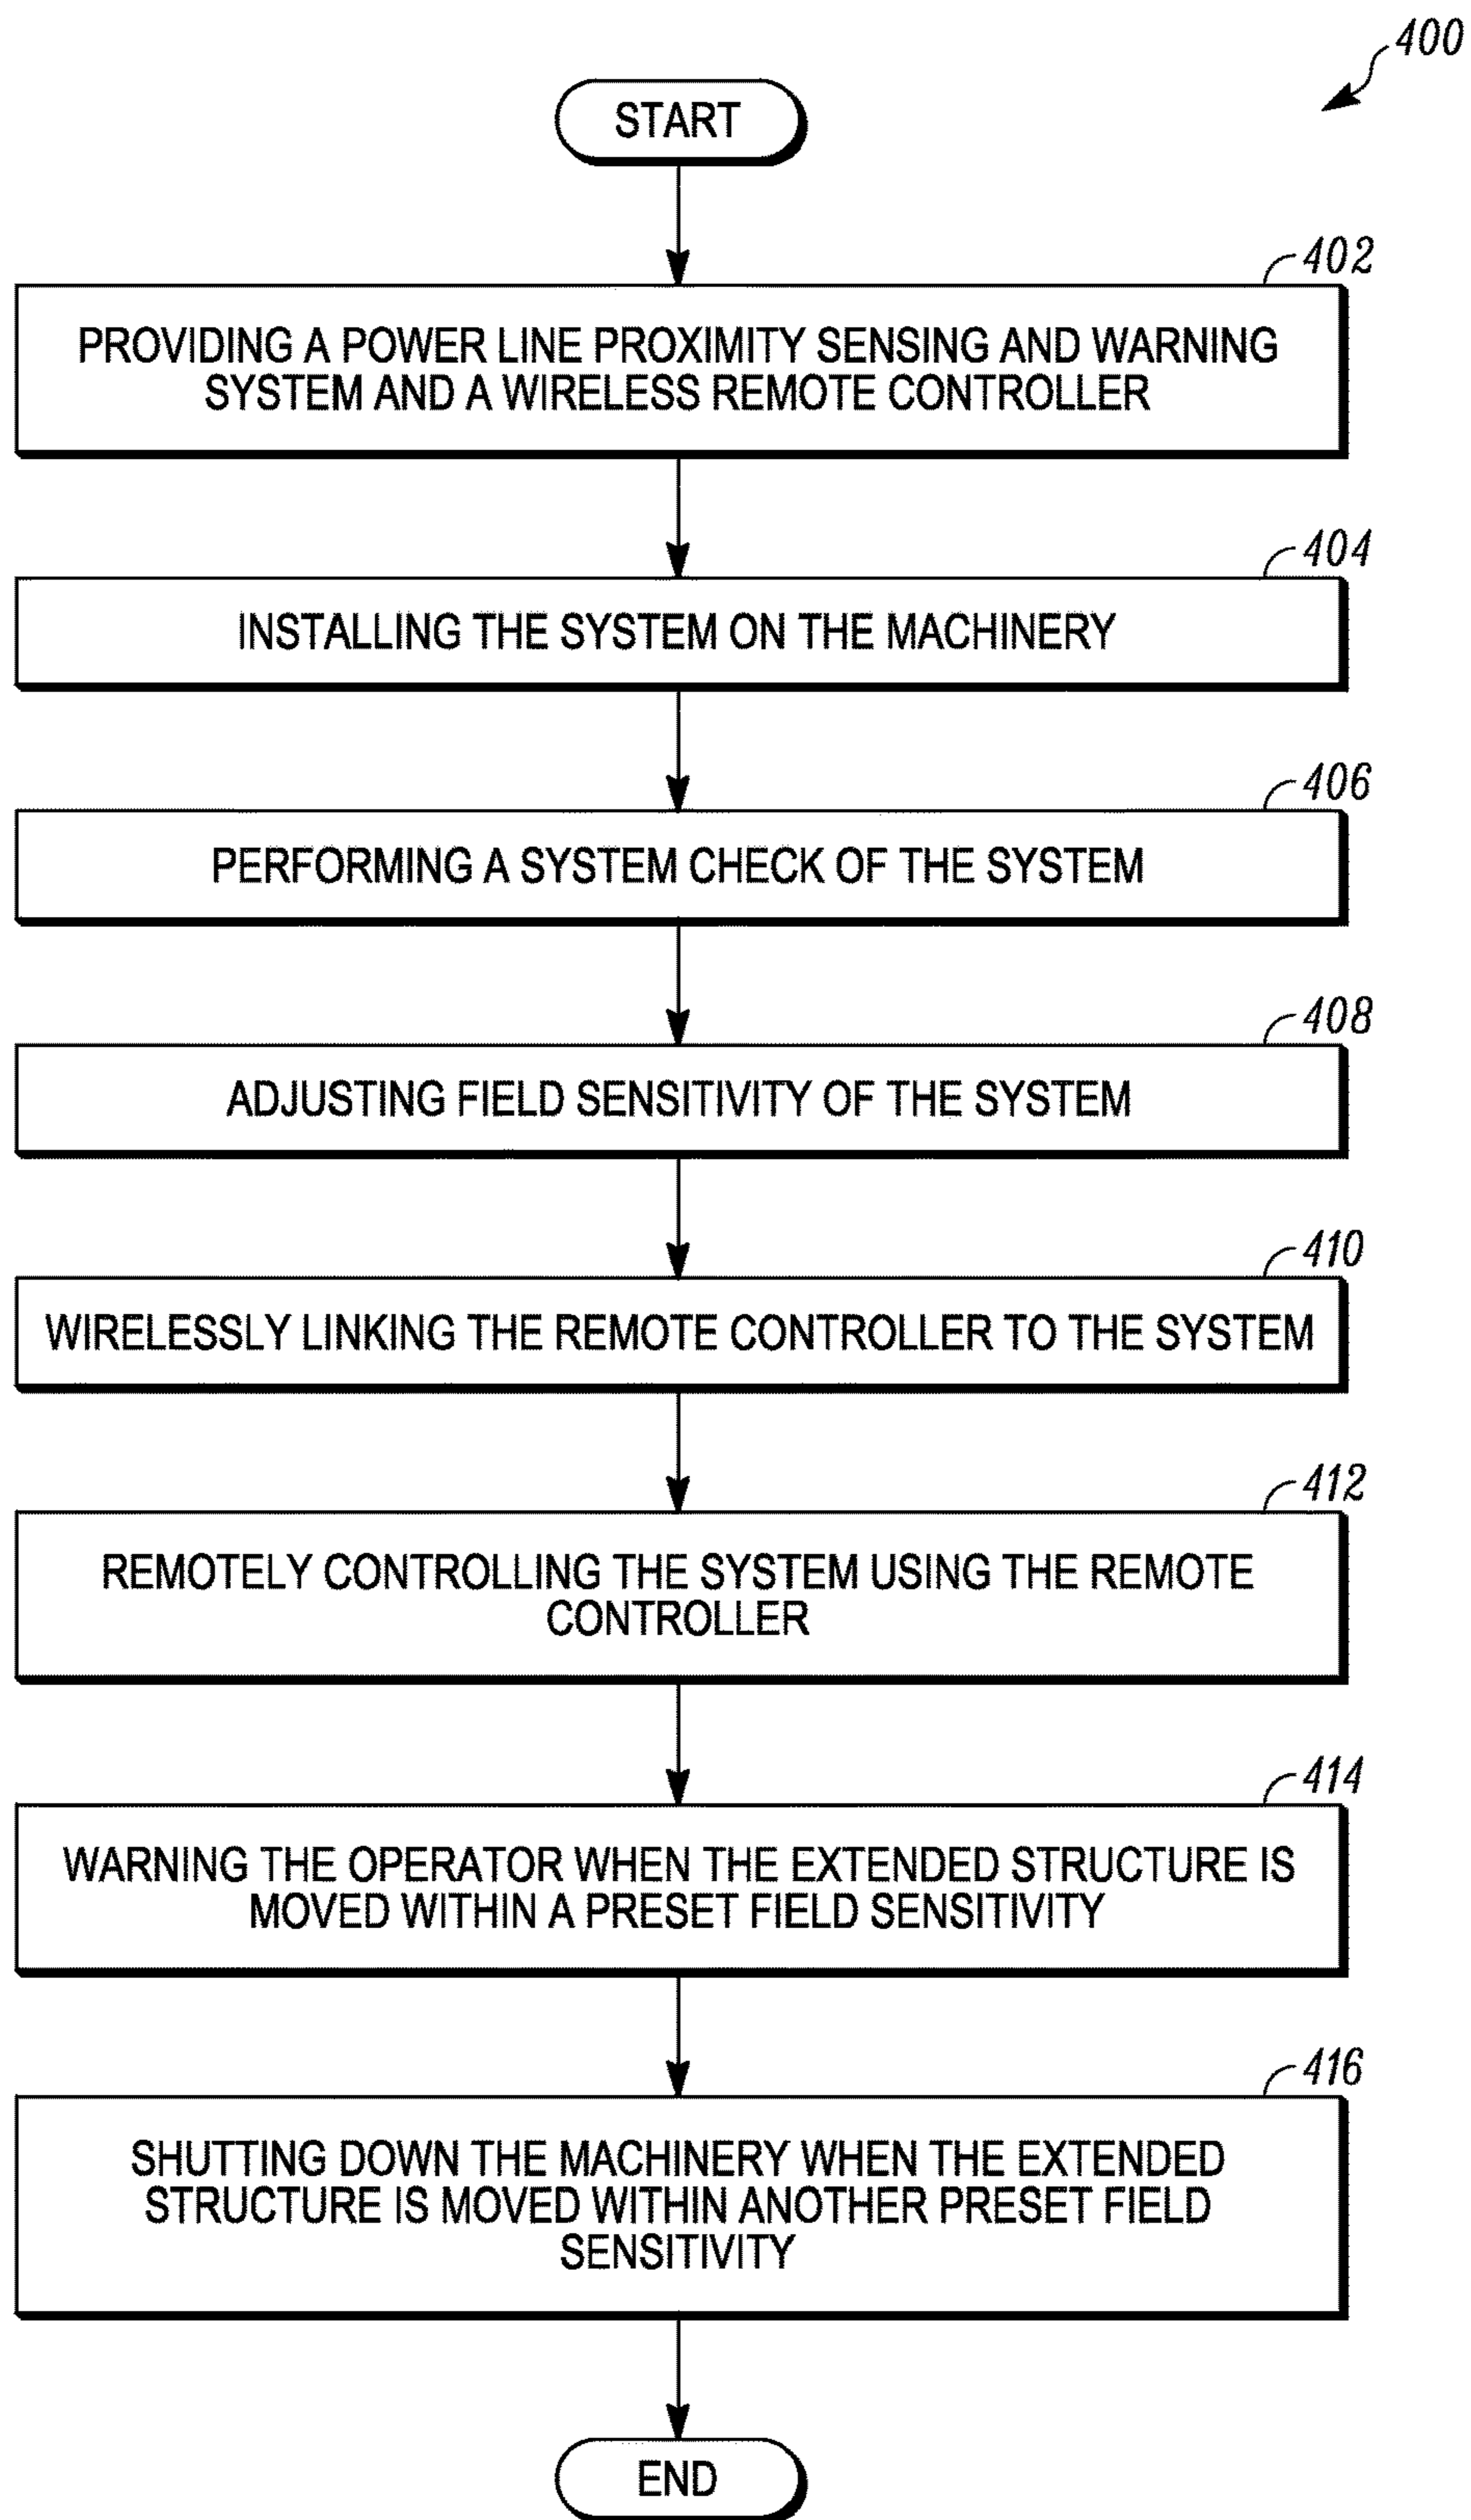 400
START
402
PROVIDING A POWER LINE PROXIMITY SENSING AND WARNING
SYSTEM AND A WIRELESS REMOTE CONTROLLER
404
INSTALLING THE SYSTEM ON THE MACHINERY
406
PERFORMING A SYSTEM CHECK OF THE SYSTEM
408
ADJUSTING FIELD SENSITIVITY OF THE SYSTEM
410
WIRELESSLY LINKING THE REMOTE CONTROLLER TO THE SYSTEM
412
REMOTELY CONTROLLING THE SYSTEM USING THE REMOTE
CONTROLLER
414
WARNING THE OPERATOR WHEN THE EXTENDED STRUCTURE IS
MOVED WITHIN A PRESET FIELD SENSITIVITY
416
SHUTTING DOWN THE MACHINERY WHEN THE EXTENDED
STRUCTURE IS MOVED WITHIN ANOTHER PRESET FIELD
SENSITIVITY
END